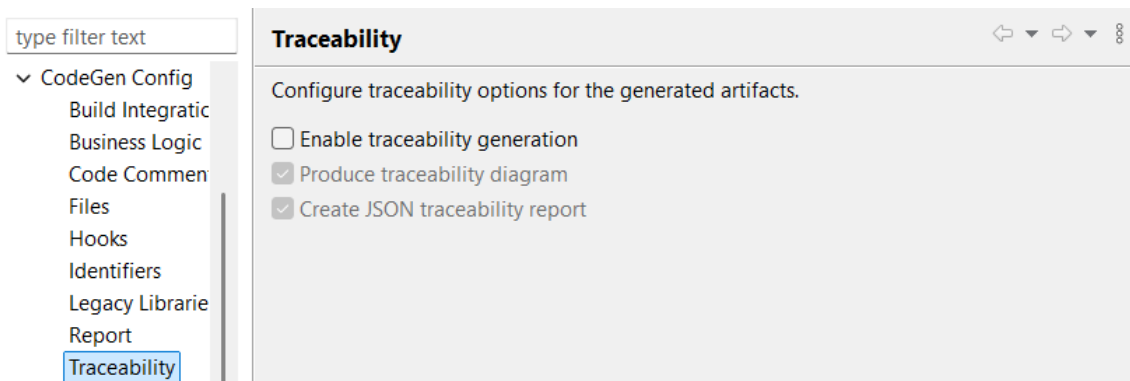 type filter text
CodeGen Config
Build Integratic
Business Logic
Code Commen
Files
Hooks
Identifiers
Legacy Librarie
Report
Traceability
Traceability
Configure traceability options for the generated artifacts.
Enable traceability generation
Produce traceability diagram
Create JSON traceability report